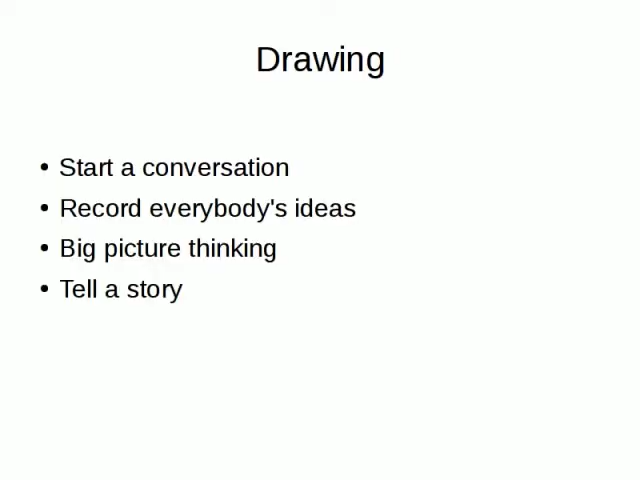 Drawing
• Start a conversation
• Record everybody's ideas
• Big picture thinking
• Tell a story